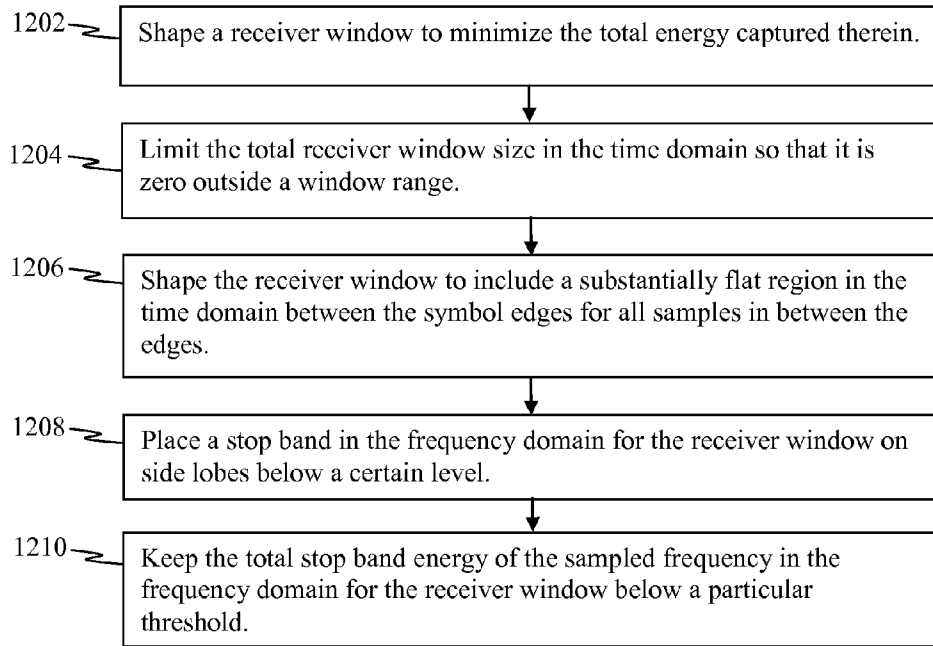 1202
Shape a receiver window to minimize the total energy captured therein.
1204
Limit the total receiver window size in the time domain so that it is
zero outside a window range.
1206
Shape the receiver window to include a substantially flat region in the
time domain between the symbol edges for all samples in between the
edges.
1208
Place a stop band in the frequency domain for the receiver window on
side lobes below a certain level.
1210
Keep the total stop band energy of the sampled frequency in the
frequency domain for the receiver window below a particular
threshold.